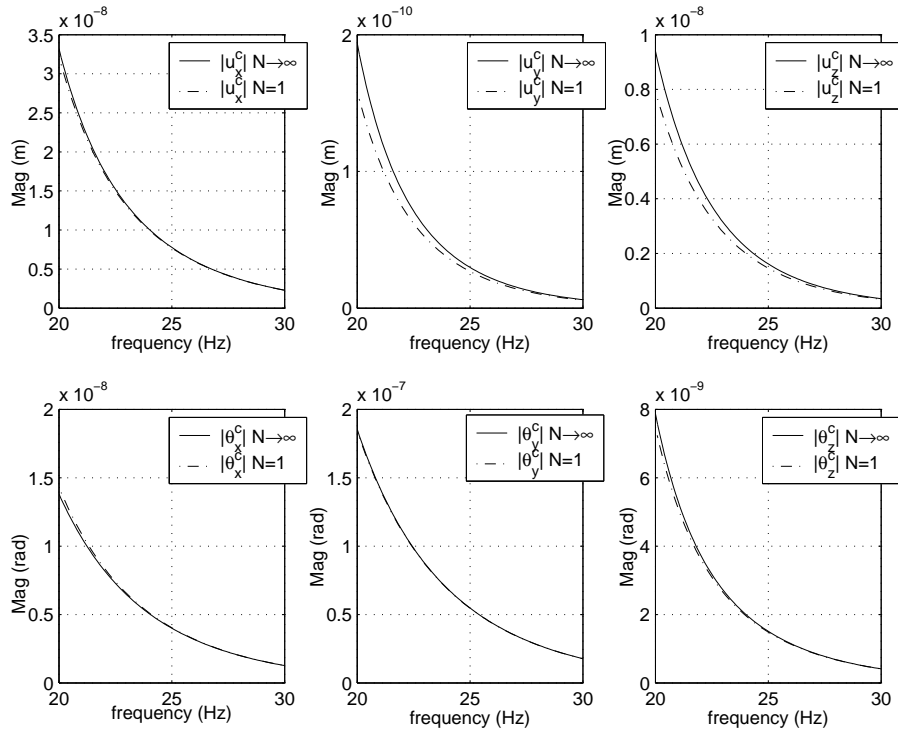 x 10⁻⁸
3.5
3
2.5
2
1.5
1
0.5
0
20 25 30
frequency (Hz)
Mag (m)
|u_x^c| N→∞
|u_x^c| N=1
x 10⁻¹⁰
2
1
0
20 25 30
frequency (Hz)
Mag (m)
|u_y^c| N→∞
|u_y^c| N=1
x 10⁻⁸
1
0.8
0.6
0.4
0.2
0
20 25 30
frequency (Hz)
Mag (m)
|u_z^c| N→∞
|u_z^c| N=1
x 10⁻⁸
2
1.5
1
0.5
0
20 25 30
frequency (Hz)
Mag (rad)
|θ_x^c| N→∞
|θ_x^c| N=1
x 10⁻⁷
2
1.5
1
0.5
0
20 25 30
frequency (Hz)
Mag (rad)
|θ_y^c| N→∞
|θ_y^c| N=1
x 10⁻⁹
8
6
4
2
0
20 25 30
frequency (Hz)
Mag (rad)
|θ_z^c| N→∞
|θ_z^c| N=1